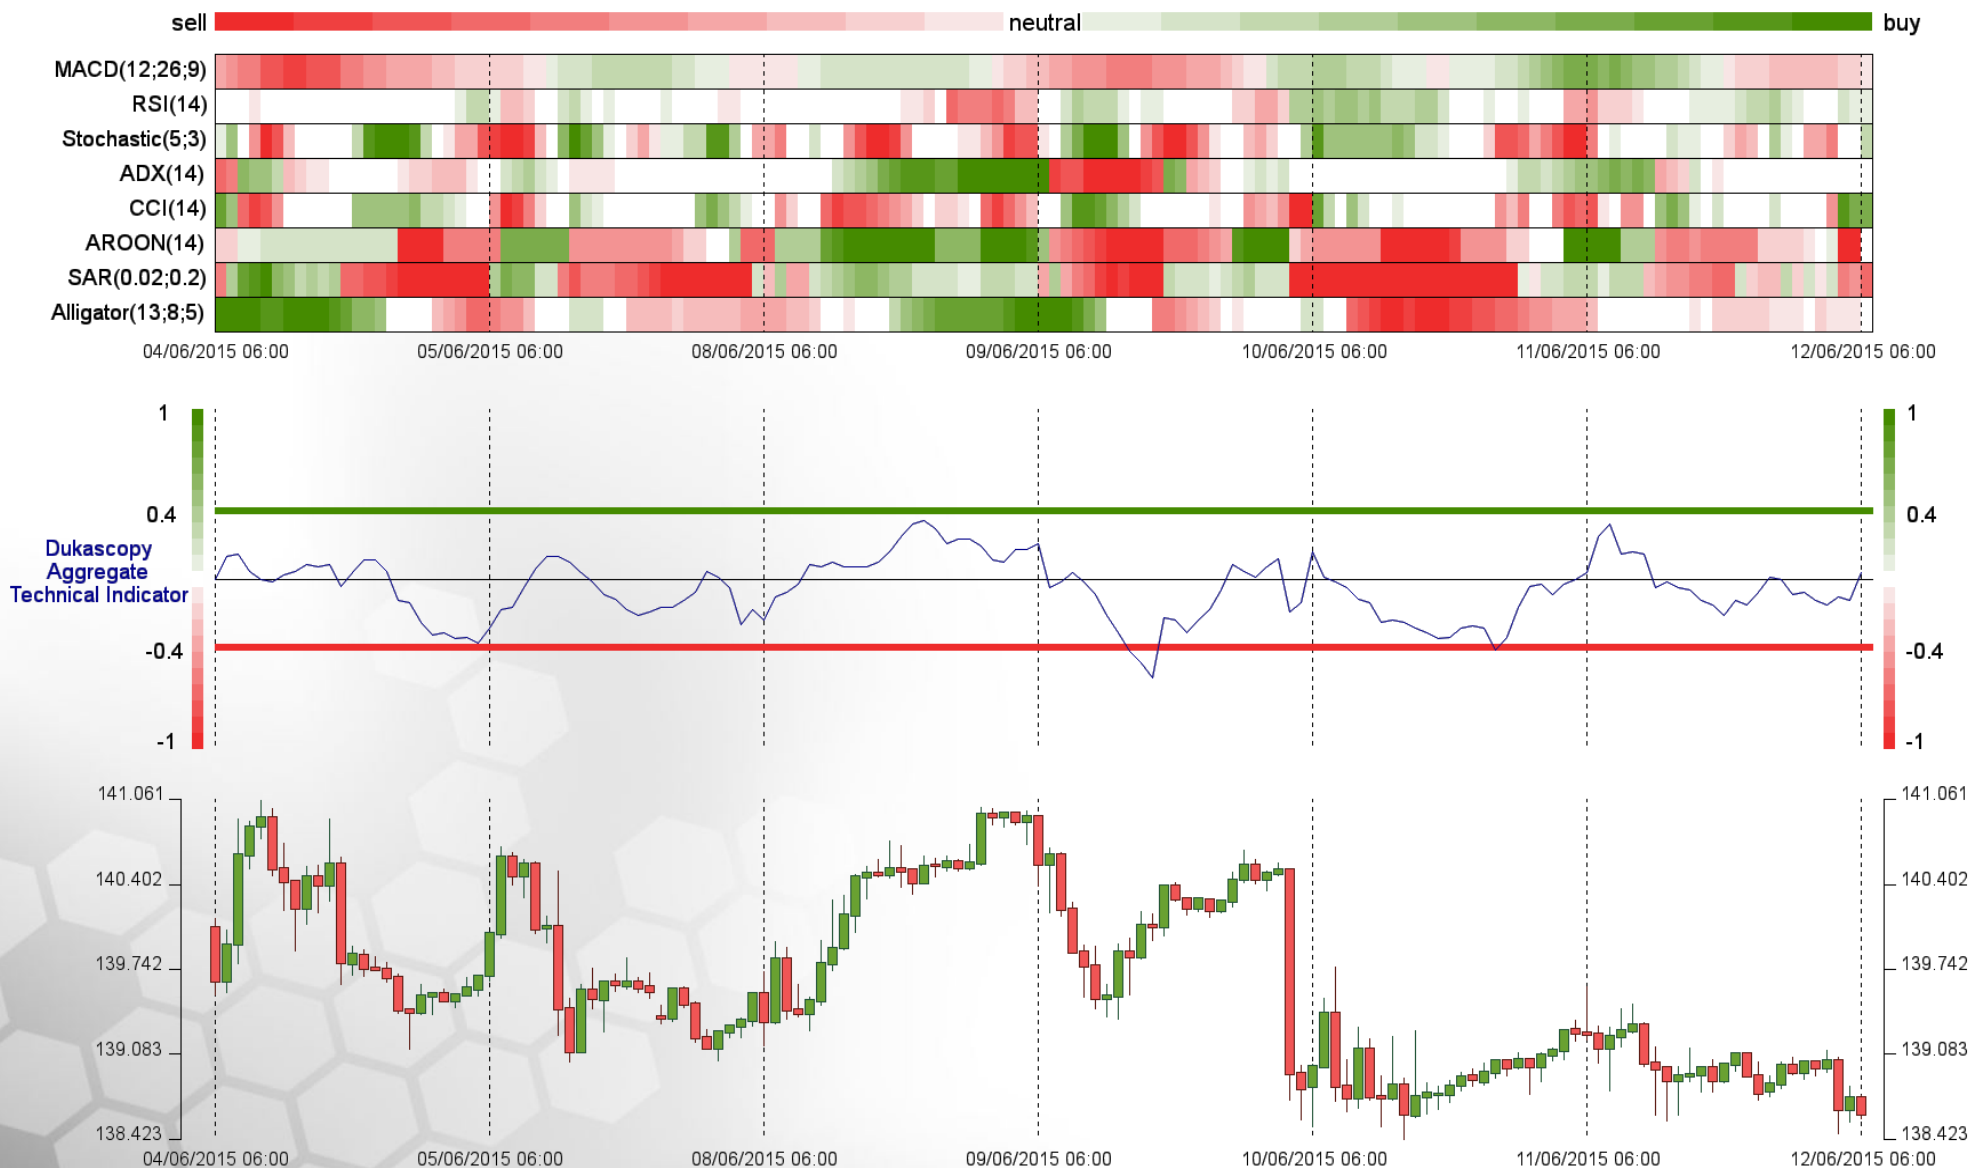 sell neutral buy
MACD(12;26;9)
RSI(14)
Stochastic(5;3)
ADX(14)
CCI(14)
AROON(14)
SAR(0.02;0.2)
Alligator(13;8;5)
04/06/2015 06:00 05/06/2015 06:00 08/06/2015 06:00 09/06/2015 06:00 10/06/2015 06:00 11/06/2015 06:00 12/06/2015 06:00
1 1
0.4 0.4
Dukascopy
Aggregate
Technical Indicator
-0.4 -0.4
-1 -1
141.061 141.061
140.402 140.402
139.742 139.742
139.083 139.083
138.423 138.423
04/06/2015 06:00 05/06/2015 06:00 08/06/2015 06:00 09/06/2015 06:00 10/06/2015 06:00 11/06/2015 06:00 12/06/2015 06:00